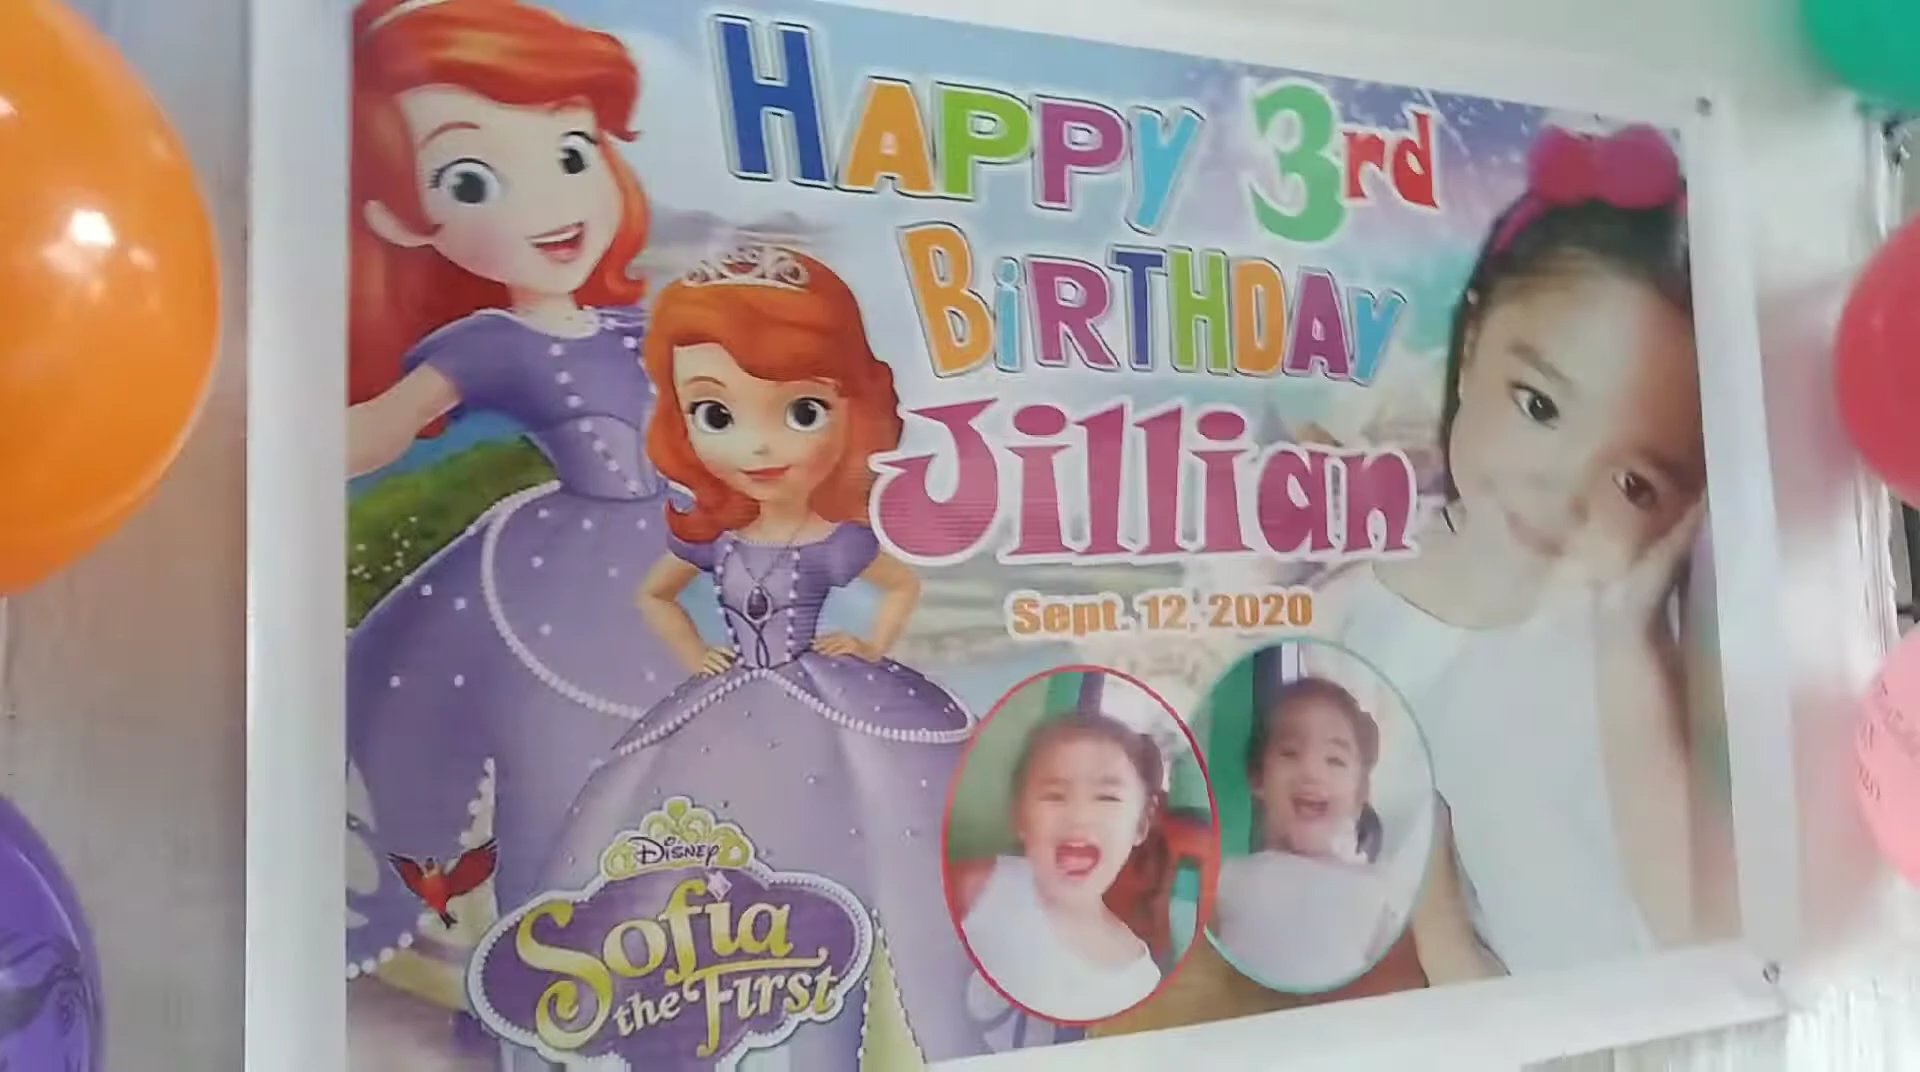 HAPPY 3rd
BiRTHDAY
Jillian
Sept. 12, 2020
Disney
Sofia
the First